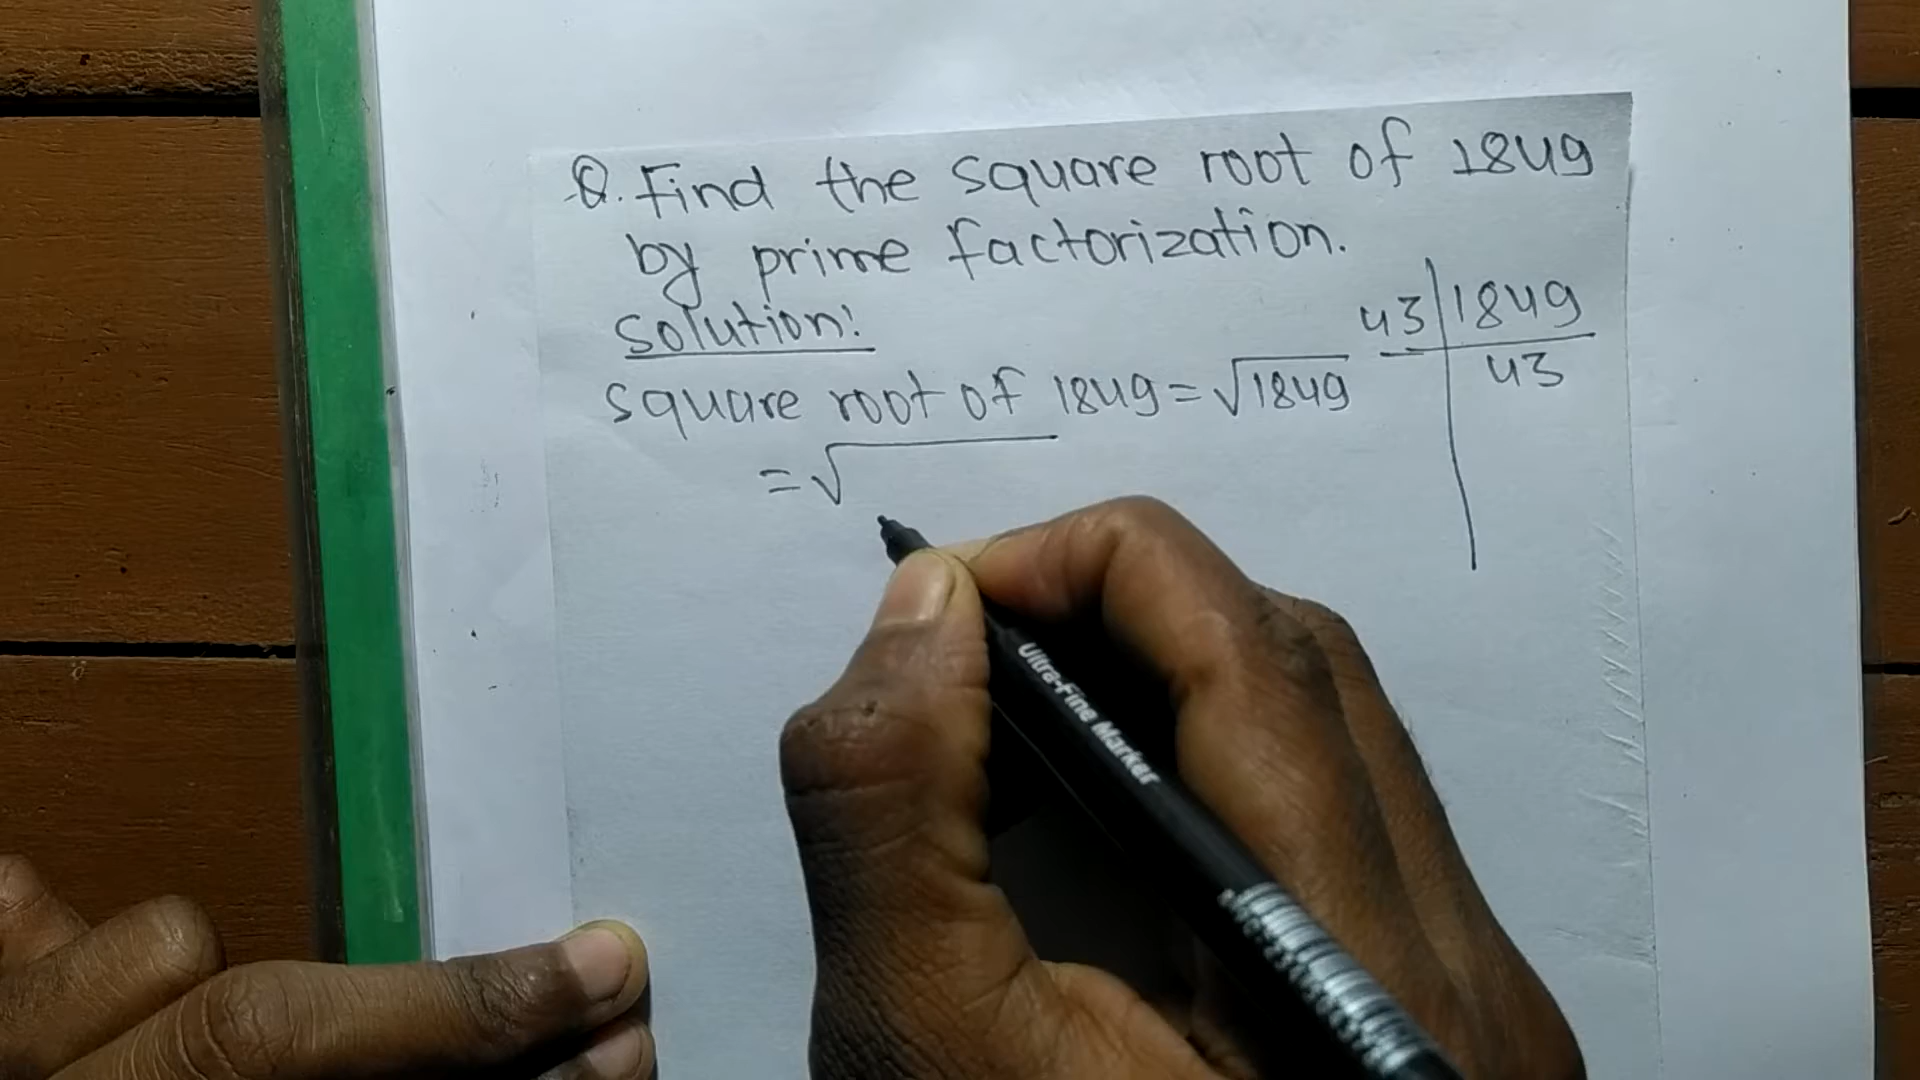 Q. Find the square root of 1849
by prime factorization.
Solution:
43 | 1849
43
square root of 1849 = √1849
= √
Ultra-Fine Marker